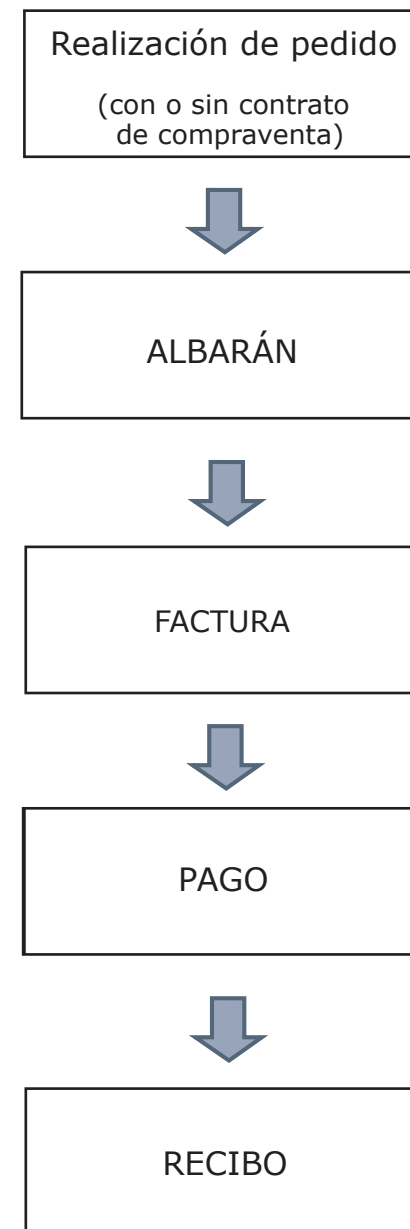 Realización de pedido
(con o sin contrato
de compraventa)
ALBARÁN
FACTURA
PAGO
RECIBO